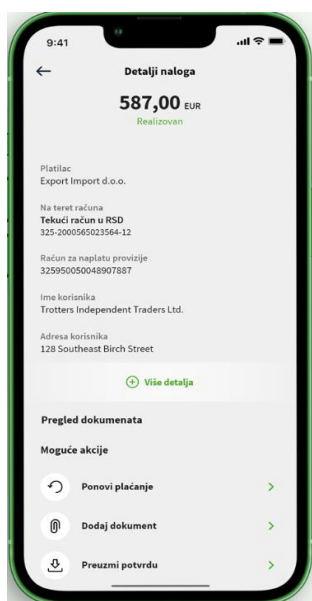 9:41
Detalji naloga
587,00 EUR
Realizovan
Platilac
Export Import d.o.o.
Na teret računa
Tekući račun u RSD
325-2000565023564-12
Račun za naplatu provizije
325950050048907887
Ime korisnika
Trotters Independent Traders Ltd.
Adresa korisnika
128 Southeast Birch Street
Više detalja
Pregled dokumenata
Moguće akcije
Ponovi plaćanje
Dodaj dokument
Preuzmi potvrdu